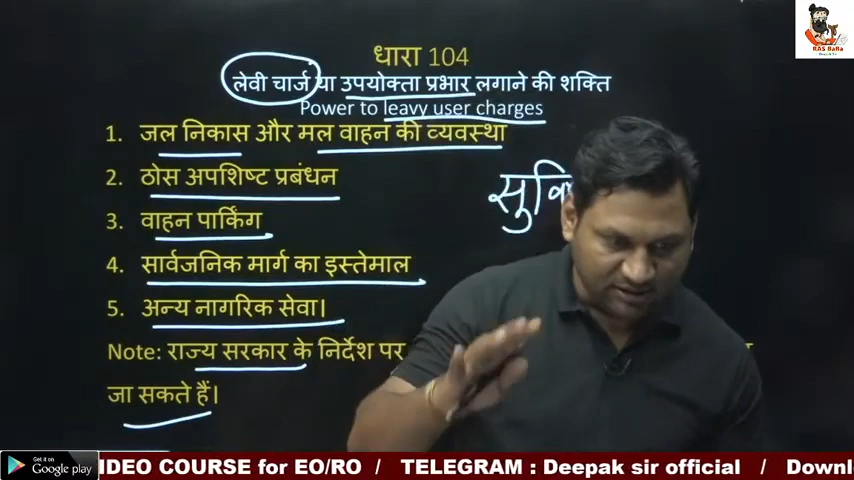 धारा 104
लेवी चार्ज या उपयोक्ता प्रभार लगाने की शक्ति
Power to leavy user charges
1. जल निकास और मल वाहन की व्यवस्था
2. ठोस अपशिष्ट प्रबंधन
3. वाहन पार्किंग
4. सार्वजनिक मार्ग का इस्तेमाल
5. अन्य नागरिक सेवा।
Note: राज्य सरकार के निर्देश पर
जा सकते हैं।
RAS BaBa
Get it on
Google play
IDEO COURSE for EO/RO / TELEGRAM : Deepak sir official / Downl